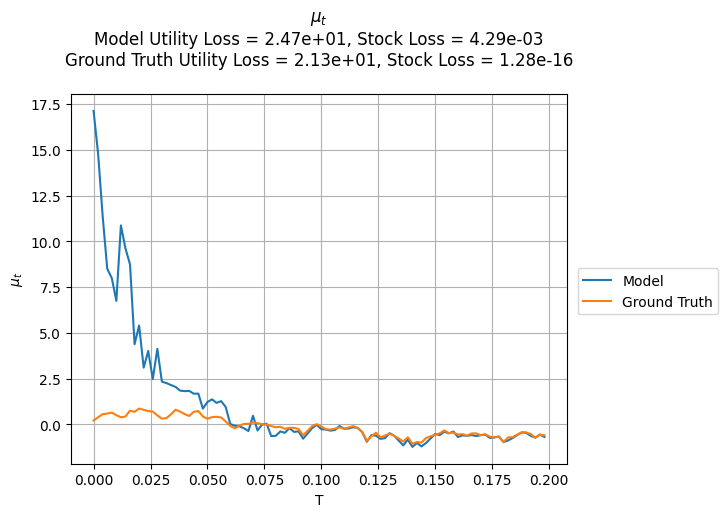 μt
Model Utility Loss = 2.47e+01, Stock Loss = 4.29e-03
Ground Truth Utility Loss = 2.13e+01, Stock Loss = 1.28e-16
17.5
15.0
12.5
10.0
7.5
5.0
2.5
0.0
μt
0.000 0.025 0.050 0.075 0.100 0.125 0.150 0.175 0.200
T
Model
Ground Truth